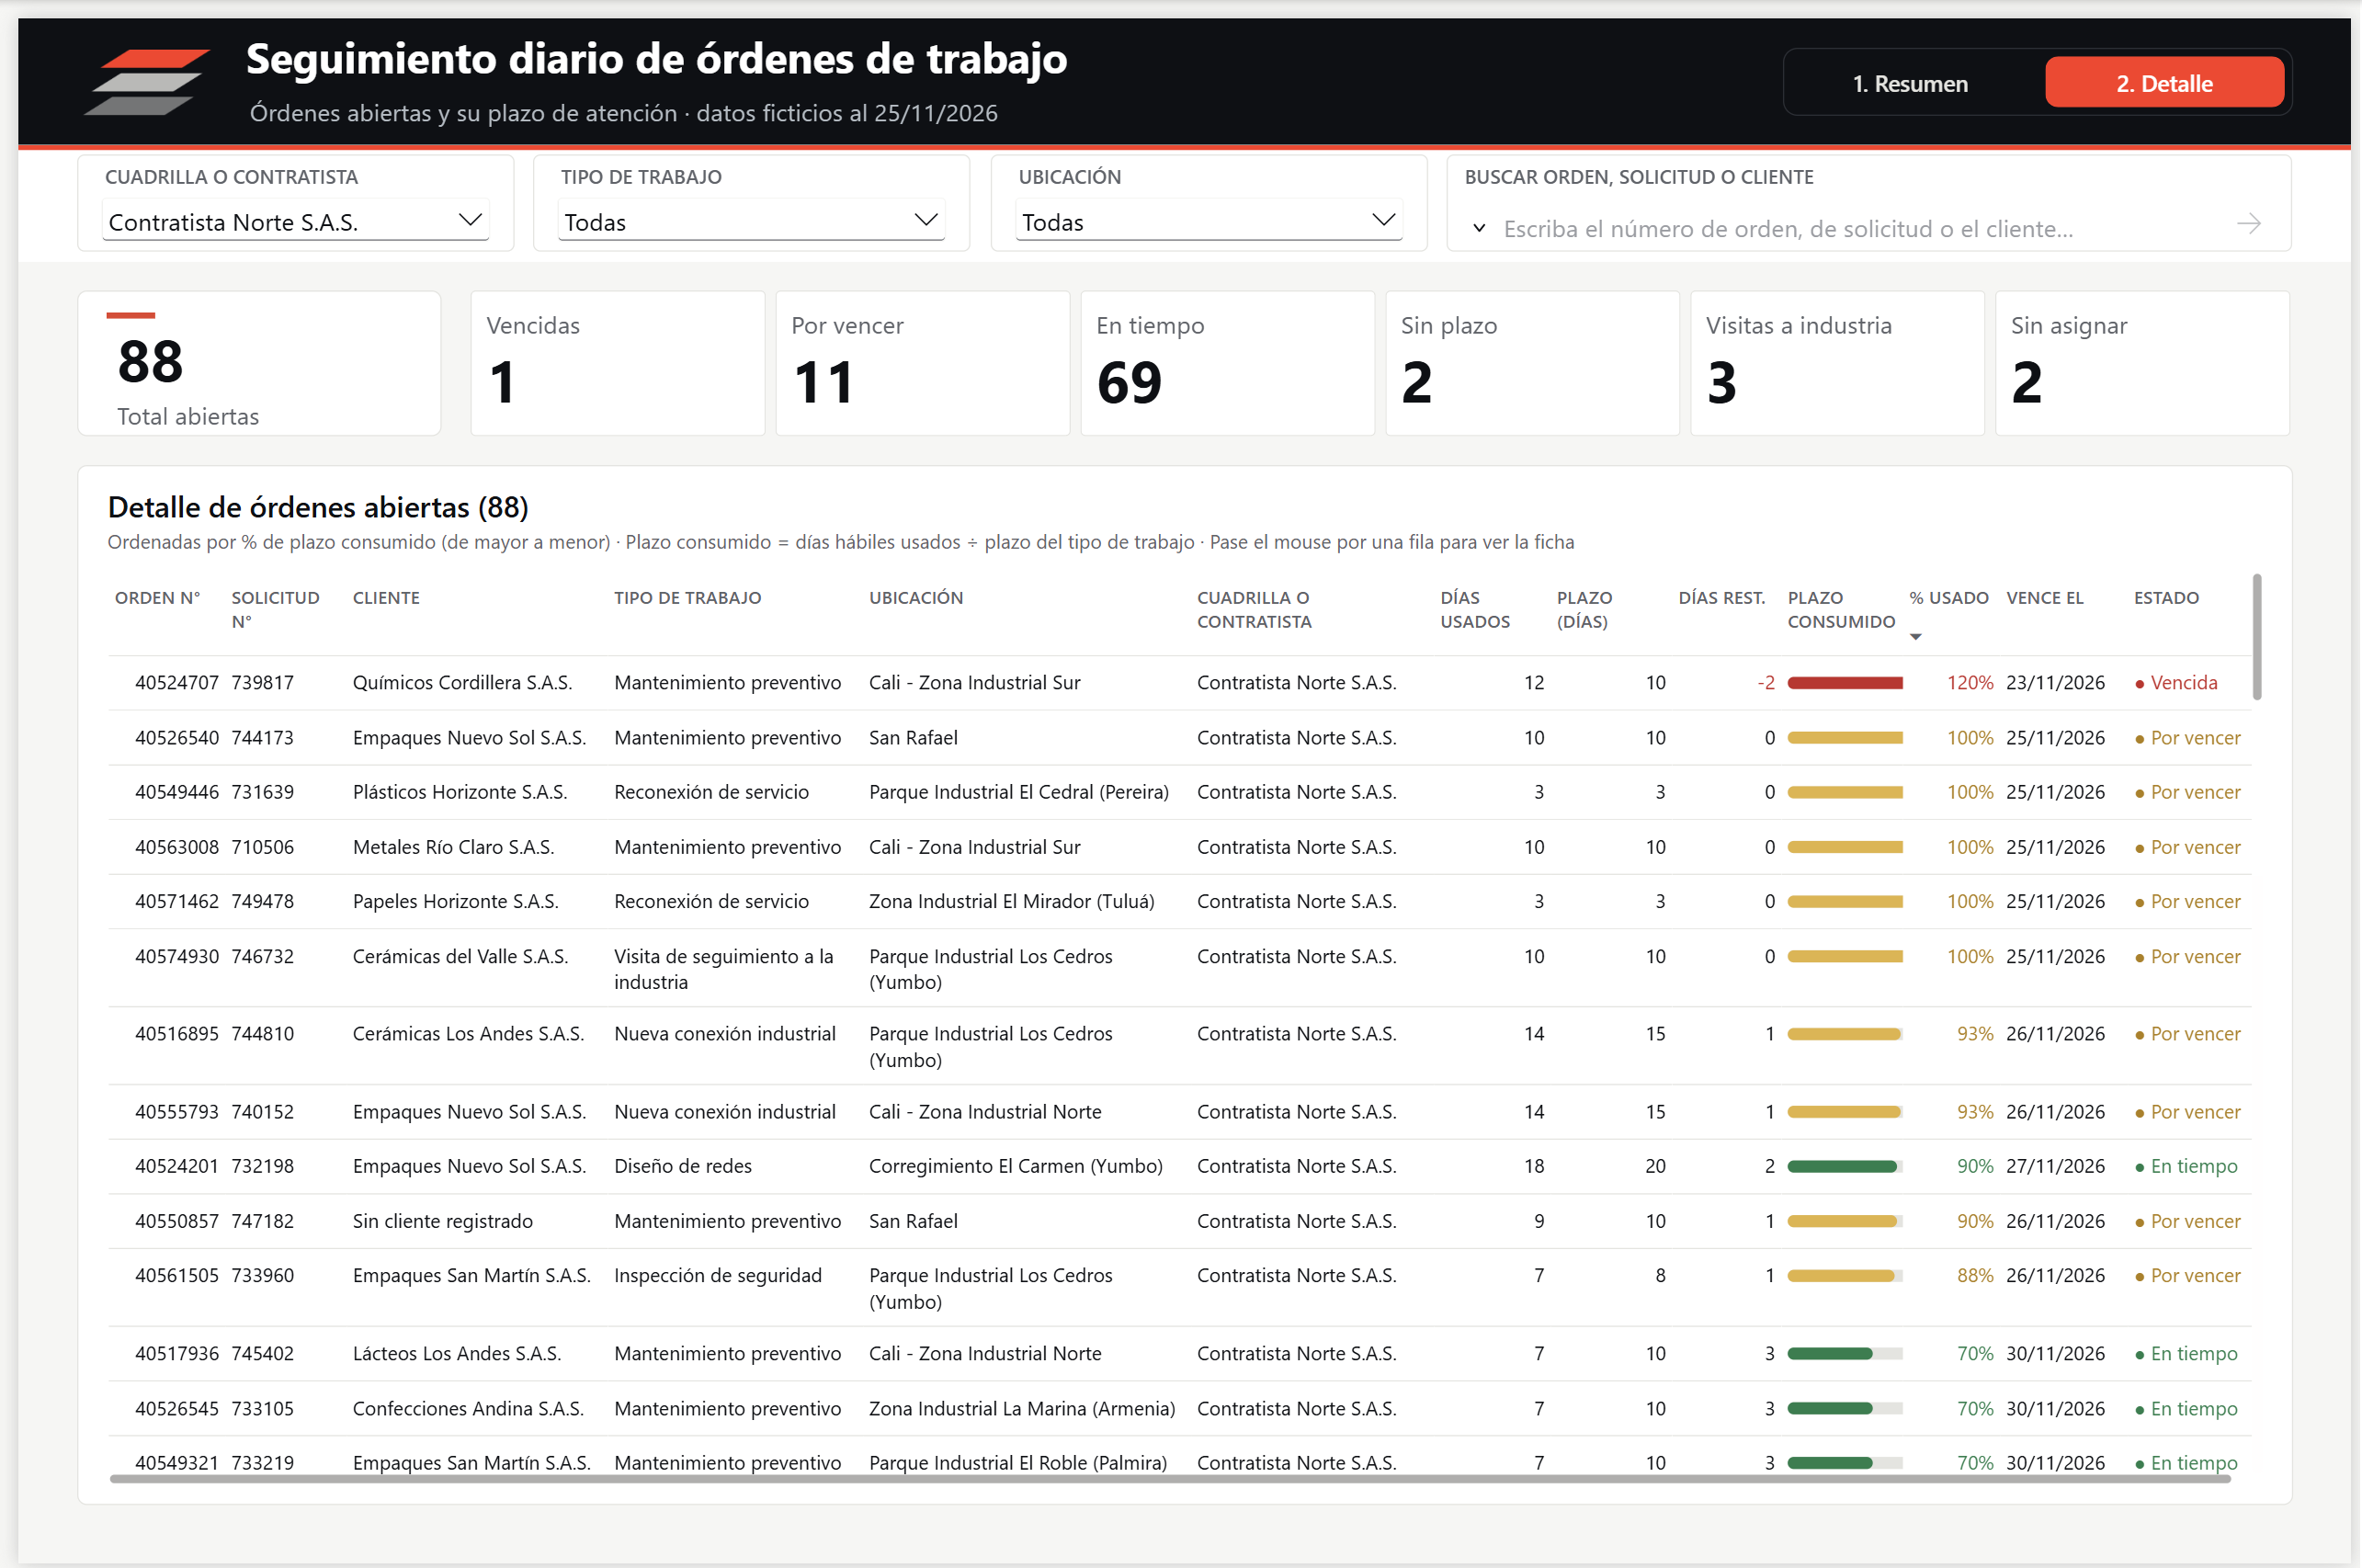 Seguimiento diario de órdenes de trabajo
Órdenes abiertas y su plazo de atención · datos ficticios al 25/11/2026
1. Resumen
2. Detalle
CUADRILLA O CONTRATISTA
Contratista Norte S.A.S.
TIPO DE TRABAJO
Todas
UBICACIÓN
Todas
BUSCAR ORDEN, SOLICITUD O CLIENTE
Escriba el número de orden, de solicitud o el cliente...
88
Total abiertas
Vencidas
1
Por vencer
11
En tiempo
69
Sin plazo
2
Visitas a industria
3
Sin asignar
2
Detalle de órdenes abiertas (88)
Ordenadas por % de plazo consumido (de mayor a menor) · Plazo consumido = días hábiles usados ÷ plazo del tipo de trabajo · Pase el mouse por una fila para ver la ficha
ORDEN N° SOLICITUD N° CLIENTE TIPO DE TRABAJO UBICACIÓN CUADRILLA O CONTRATISTA DÍAS USADOS PLAZO (DÍAS) DÍAS REST. PLAZO CONSUMIDO % USADO VENCE EL ESTADO
40524707 739817 Químicos Cordillera S.A.S. Mantenimiento preventivo Cali - Zona Industrial Sur Contratista Norte S.A.S. 12 10 -2 120% 23/11/2026 Vencida
40526540 744173 Empaques Nuevo Sol S.A.S. Mantenimiento preventivo San Rafael Contratista Norte S.A.S. 10 10 0 100% 25/11/2026 Por vencer
40549446 731639 Plásticos Horizonte S.A.S. Reconexión de servicio Parque Industrial El Cedral (Pereira) Contratista Norte S.A.S. 3 3 0 100% 25/11/2026 Por vencer
40563008 710506 Metales Río Claro S.A.S. Mantenimiento preventivo Cali - Zona Industrial Sur Contratista Norte S.A.S. 10 10 0 100% 25/11/2026 Por vencer
40571462 749478 Papeles Horizonte S.A.S. Reconexión de servicio Zona Industrial El Mirador (Tuluá) Contratista Norte S.A.S. 3 3 0 100% 25/11/2026 Por vencer
40574930 746732 Cerámicas del Valle S.A.S. Visita de seguimiento a la industria Parque Industrial Los Cedros (Yumbo) Contratista Norte S.A.S. 10 10 0 100% 25/11/2026 Por vencer
40516895 744810 Cerámicas Los Andes S.A.S. Nueva conexión industrial Parque Industrial Los Cedros (Yumbo) Contratista Norte S.A.S. 14 15 1 93% 26/11/2026 Por vencer
40555793 740152 Empaques Nuevo Sol S.A.S. Nueva conexión industrial Cali - Zona Industrial Norte Contratista Norte S.A.S. 14 15 1 93% 26/11/2026 Por vencer
40524201 732198 Empaques Nuevo Sol S.A.S. Diseño de redes Corregimiento El Carmen (Yumbo) Contratista Norte S.A.S. 18 20 2 90% 27/11/2026 En tiempo
40550857 747182 Sin cliente registrado Mantenimiento preventivo San Rafael Contratista Norte S.A.S. 9 10 1 90% 26/11/2026 Por vencer
40561505 733960 Empaques San Martín S.A.S. Inspección de seguridad Parque Industrial Los Cedros (Yumbo) Contratista Norte S.A.S. 7 8 1 88% 26/11/2026 Por vencer
40517936 745402 Lácteos Los Andes S.A.S. Mantenimiento preventivo Cali - Zona Industrial Norte Contratista Norte S.A.S. 7 10 3 70% 30/11/2026 En tiempo
40526545 733105 Confecciones Andina S.A.S. Mantenimiento preventivo Zona Industrial La Marina (Armenia) Contratista Norte S.A.S. 7 10 3 70% 30/11/2026 En tiempo
40549321 733219 Empaques San Martín S.A.S. Mantenimiento preventivo Parque Industrial El Roble (Palmira) Contratista Norte S.A.S. 7 10 3 70% 30/11/2026 En tiempo